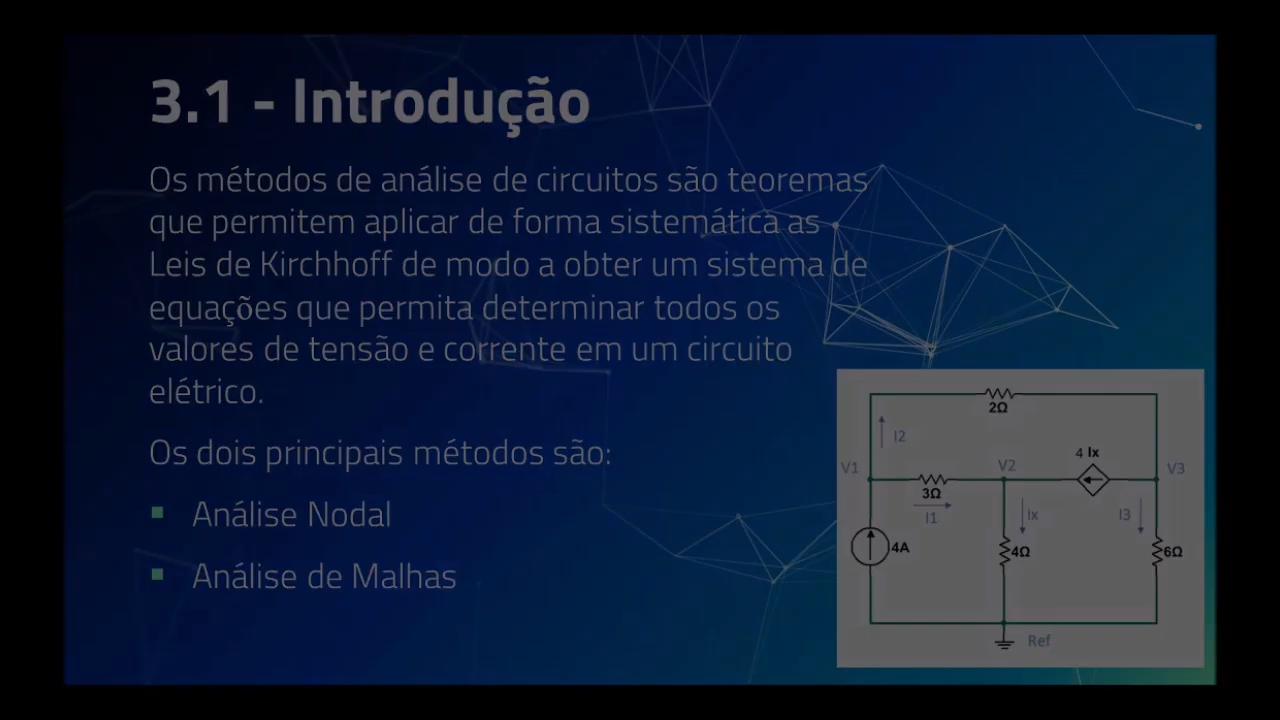 3.1 - Introdução
Os métodos de análise de circuitos são teoremas
que permitem aplicar de forma sistemática as
Leis de Kirchhoff de modo a obter um sistema de
equações que permita determinar todos os
valores de tensão e corrente em um circuito
elétrico.
Os dois principais métodos são:
▪ Análise Nodal
▪ Análise de Malhas
2Ω
I2
4 Ix
V1
V2
V3
3Ω
I1
Ix
I3
4A
4Ω
6Ω
Ref